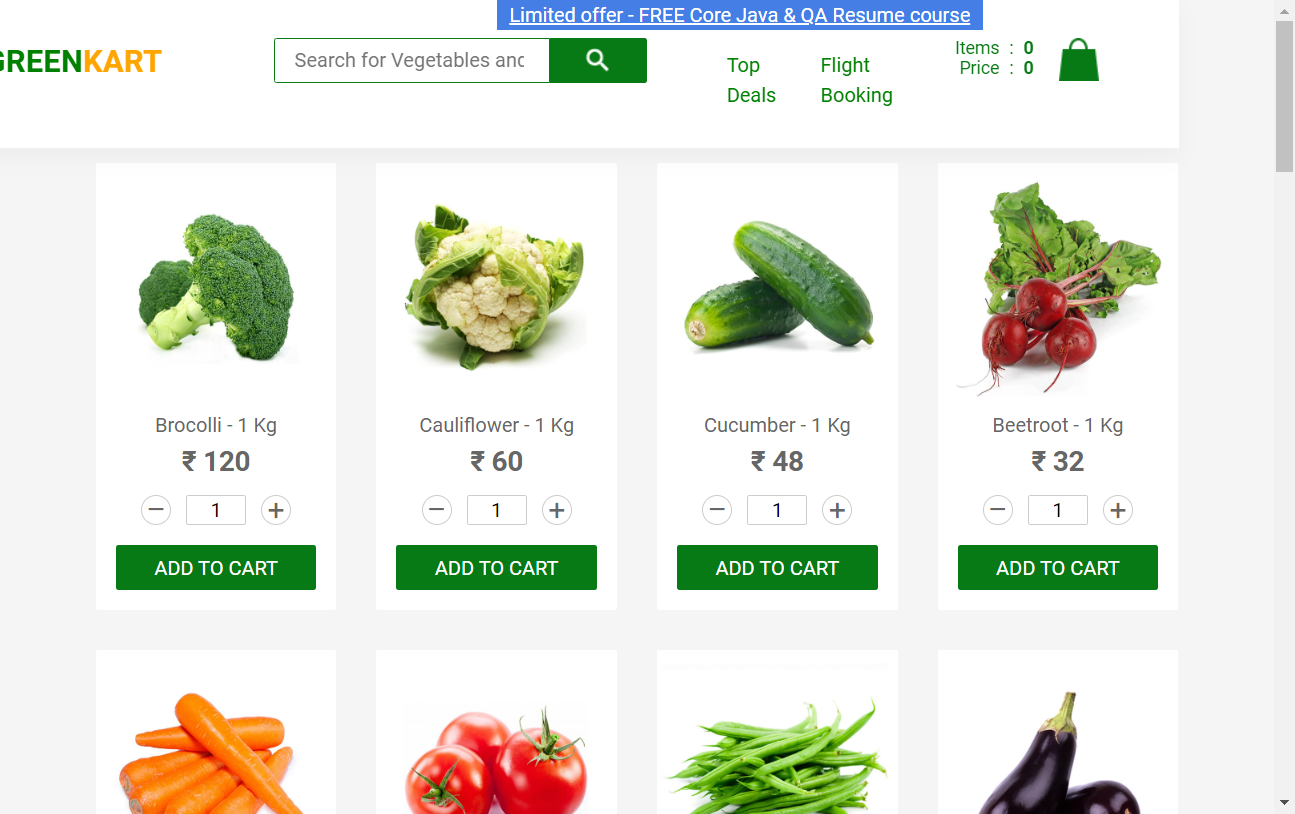 Limited offer - FREE Core Java & QA Resume course
GREENKART
Search for Vegetables and
Top Deals
Flight Booking
Items : 0
Price : 0
Brocolli - 1 Kg
₹ 120
− 1 +
ADD TO CART
Cauliflower - 1 Kg
₹ 60
− 1 +
ADD TO CART
Cucumber - 1 Kg
₹ 48
− 1 +
ADD TO CART
Beetroot - 1 Kg
₹ 32
− 1 +
ADD TO CART